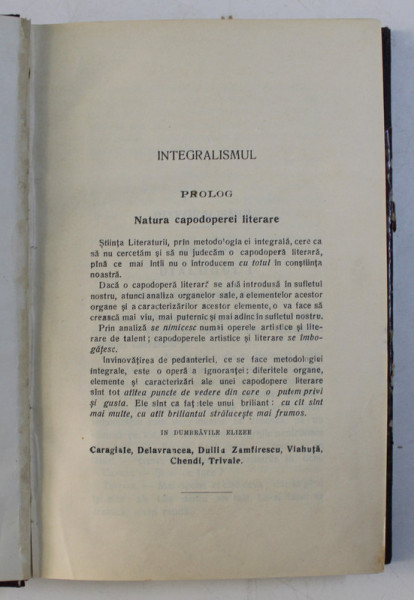 INTEGRALISMUL
PROLOG
Natura capodoperei literare
Știința Literaturii, prin metodologia ei integrală, cere ca
să nu cercetăm și să nu judecăm o capodoperă literară,
pînă ce mai întîi nu o introducem cu totul în conștiința
noastră.
Dacă o capodoperă literară se află introdusă în sufletul
nostru, atunci analiza organelor sale, a elementelor acestor
organe și a caracterizărilor acestor elemente, o va face să
crească mai viu, mai puternic și mai adînc în sufletul nostru.
Prin analiză se nimicesc numai operele artistice și lite-
rare de talent; capodoperele artistice și literare se îmbo-
gățesc.
Invinovățirea de pedanterie, ce se face metodologiei
integrale, este o operă a ignoranței: diferitele organe,
elemente și caracterizări ale unei capodopere literare
sînt tot atîtea puncte de vedere din care o putem privi
și gusta. Ele sînt ca fațetele unui briliant: cu cît sînt
mai multe, cu atît briliantul strălucește mai frumos.
IN DUMBRĂVILE ELIZEE
Caragiale, Delavrancea, Duiliu Zamfirescu, Vlahuță,
Chendi, Trivale.